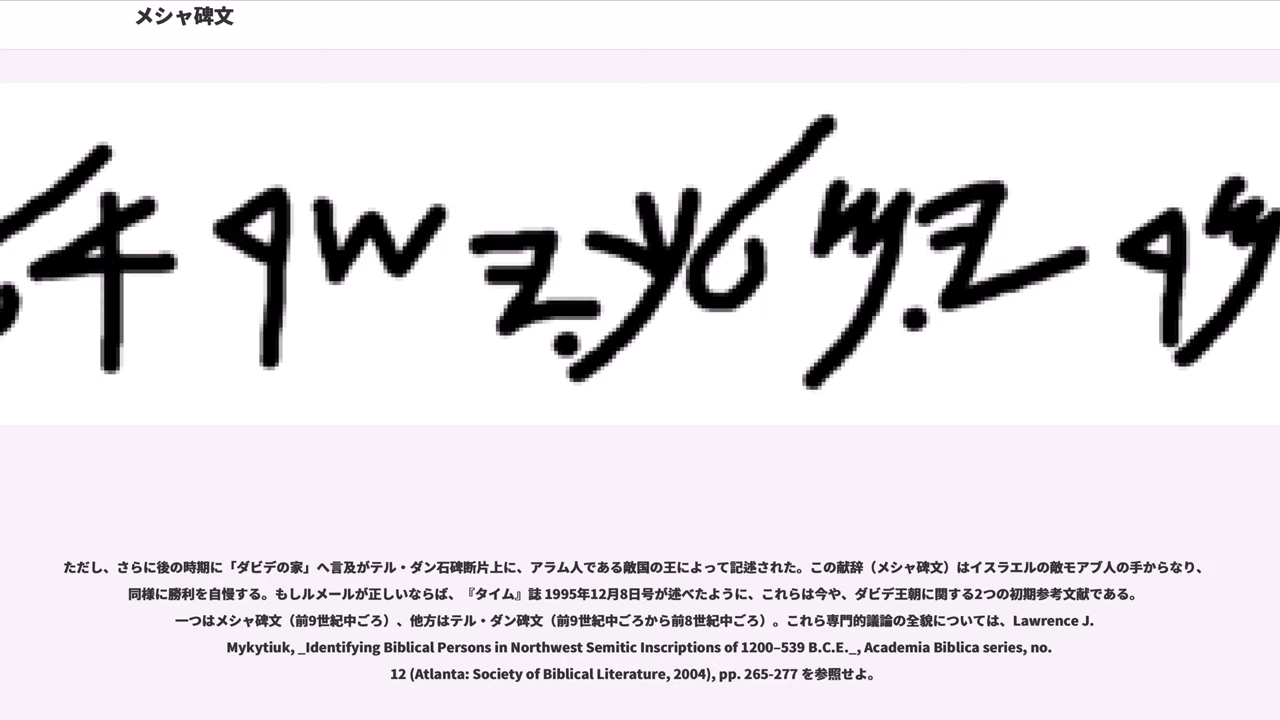 メシャ碑文
𐤌𐤓𐤉.𐤌𐤋𐤊.𐤉𐤔𐤓𐤀𐤋
ただし、さらに後の時期に「ダビデの家」へ言及がテル・ダン石碑断片上に、アラム人である敵国の王によって記述された。この献辞（メシャ碑文）はイスラエルの敵モアブ人の手からなり、
同様に勝利を自慢する。もしルメールが正しいならば、『タイム』誌 1995年12月8日号が述べたように、これらは今や、ダビデ王朝に関する2つの初期参考文献である。
一つはメシャ碑文（前9世紀中ごろ）、他方はテル・ダン碑文（前9世紀中ごろから前8世紀中ごろ）。これら専門的議論の全貌については、Lawrence J.
Mykytiuk, _Identifying Biblical Persons in Northwest Semitic Inscriptions of 1200–539 B.C.E._, Academia Biblica series, no.
12 (Atlanta: Society of Biblical Literature, 2004), pp. 265-277 を参照せよ。